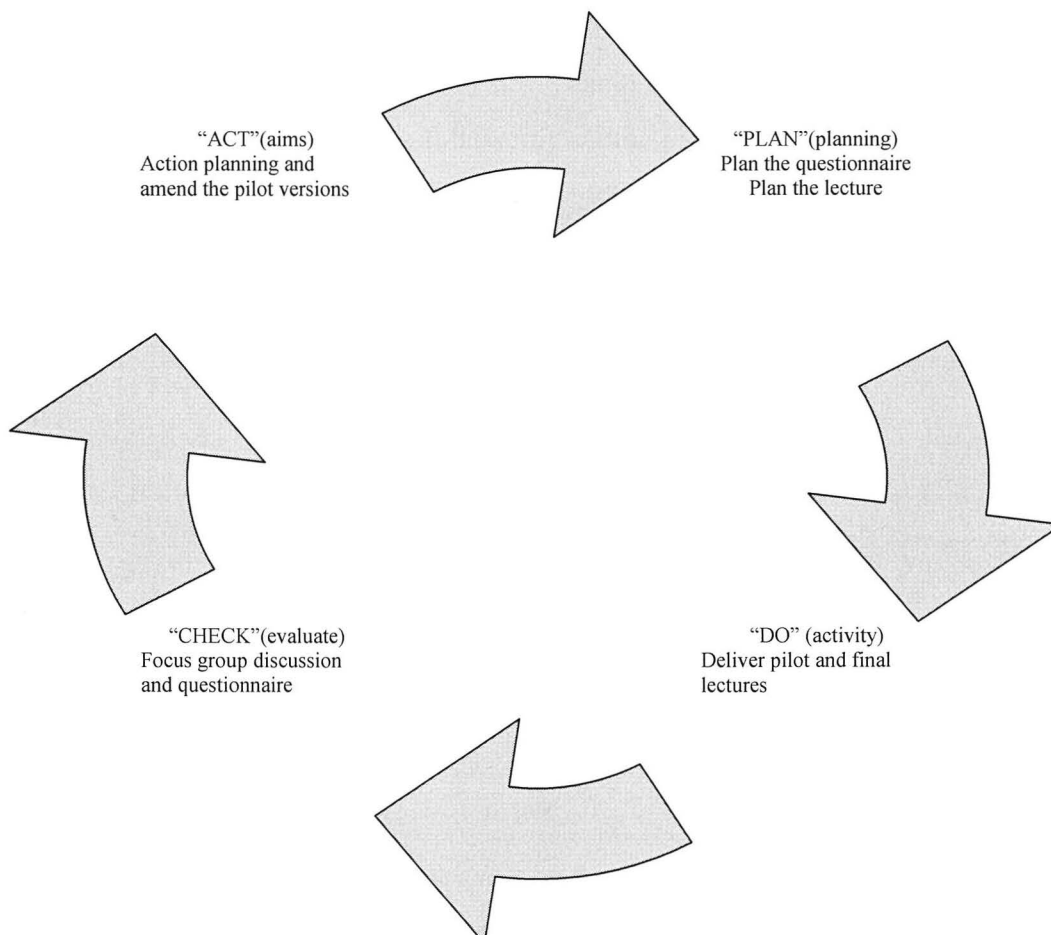 “ACT”(aims)
Action planning and
amend the pilot versions
“PLAN”(planning)
Plan the questionnaire
Plan the lecture
“CHECK”(evaluate)
Focus group discussion
and questionnaire
“DO” (activity)
Deliver pilot and final
lectures